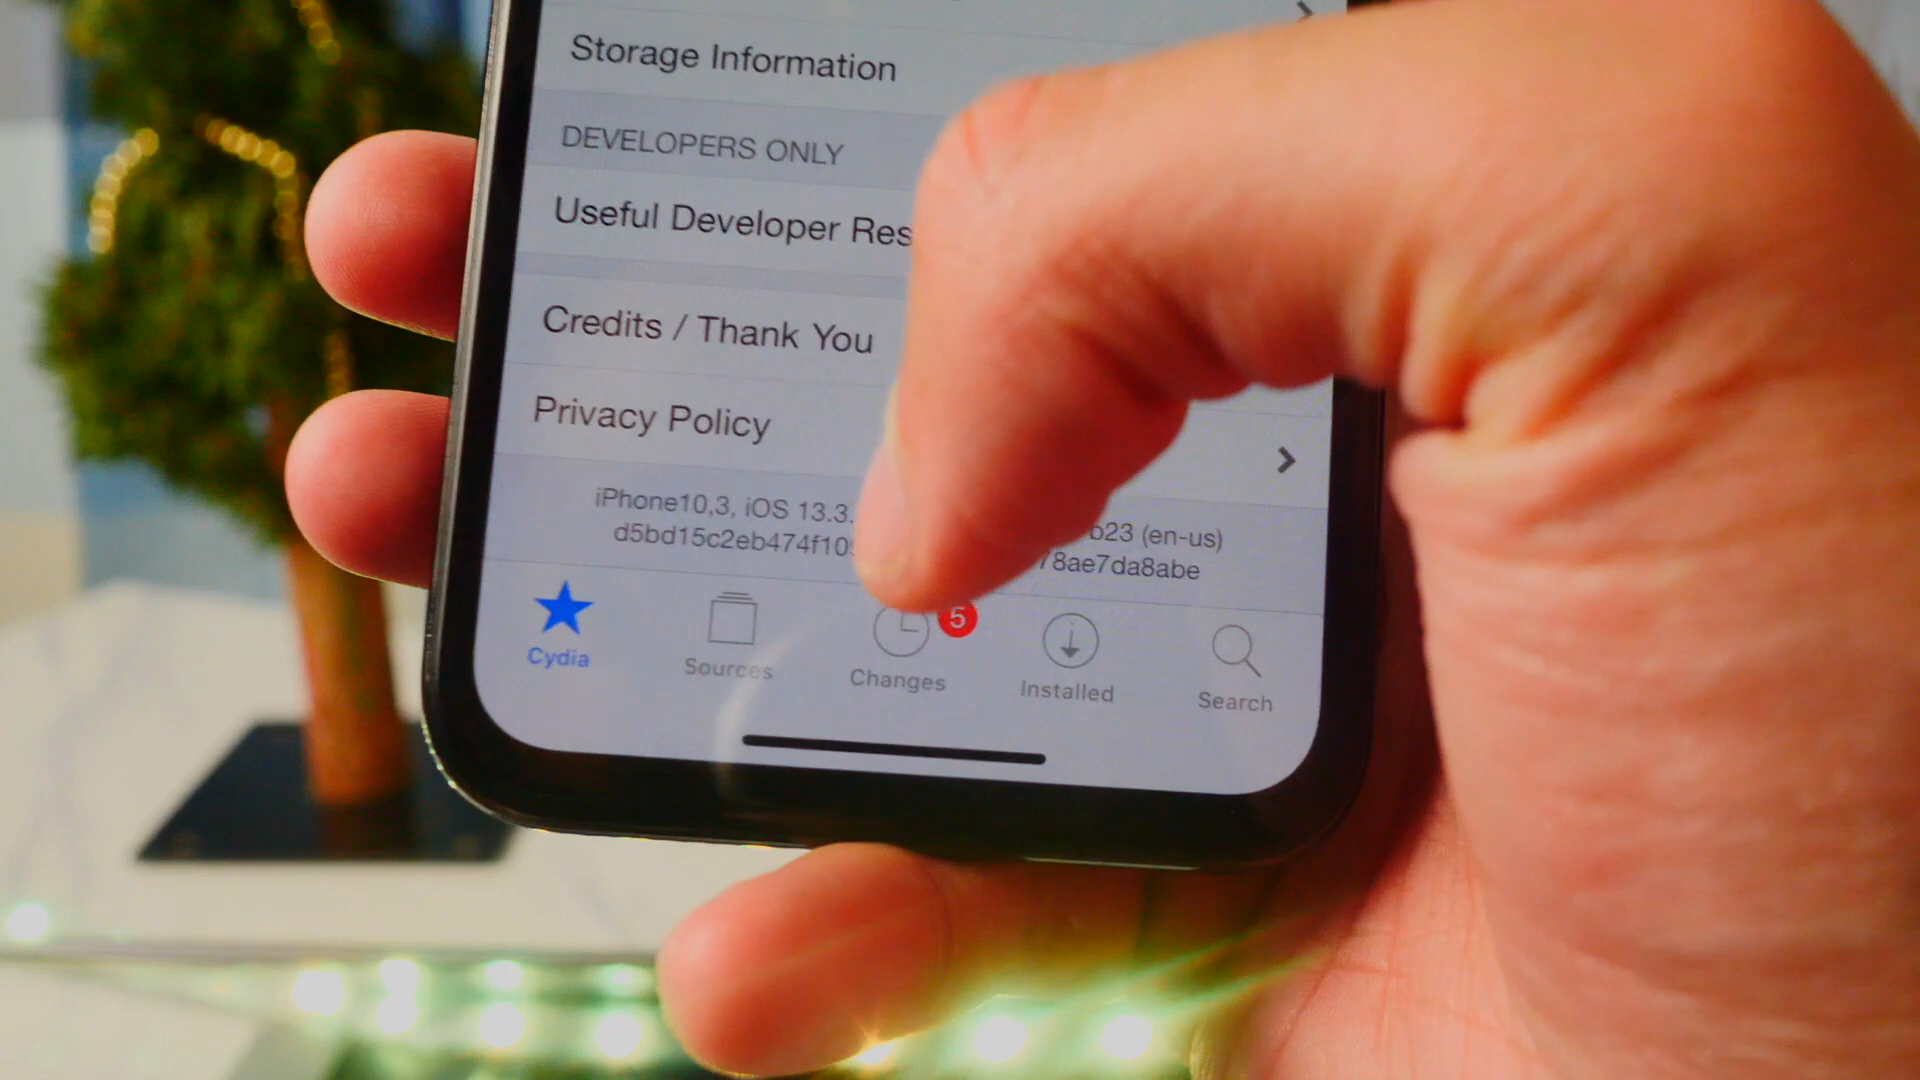 Storage Information
DEVELOPERS ONLY
Useful Developer Res
Credits / Thank You
Privacy Policy
iPhone10,3, iOS 13.3. b23 (en-us)
d5bd15c2eb474f109 78ae7da8abe
5
Cydia Sources Changes Installed Search